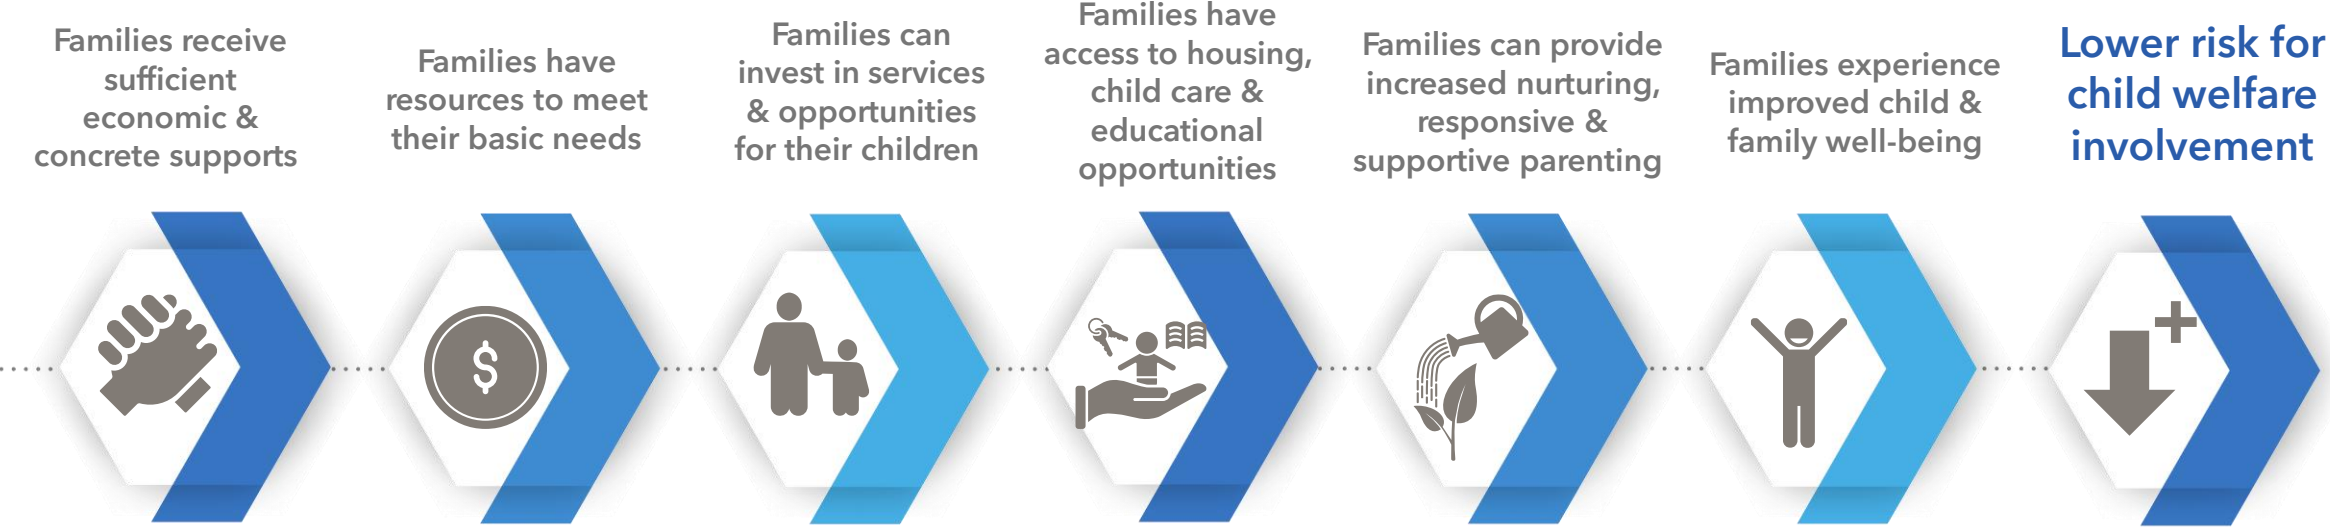 Families receive
sufficient
economic &
concrete supports
Families have
resources to meet
their basic needs
Families can
invest in services
& opportunities
for their children
Families have
access to housing,
child care &
educational
opportunities
Families can provide
increased nurturing,
responsive &
supportive parenting
Families experience
improved child &
family well-being
Lower risk for
child welfare
involvement
$
+